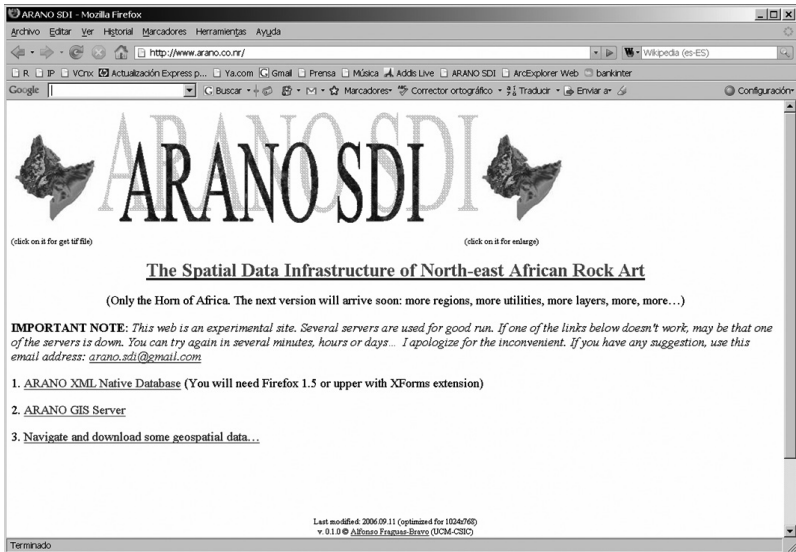 ARANO SDI - Mozilla Firefox
Archivo Editar Ver Historial Marcadores Herramientas Ayuda
http://www.arano.co.nr/ W Wikipedia (es-ES)
R IP VCnx Actualización Express p... Ya.com Gmail Prensa Música Addis Live ARANO SDI ArcExplorer Web bankinter
Google G Buscar Marcadores Corrector ortográfico Traducir Enviar a Configuración
ARANO SDI
(click on it for get tif file) (click on it for enlarge)
The Spatial Data Infrastructure of North-east African Rock Art
(Only the Horn of Africa. The next version will arrive soon: more regions, more utilities, more layers, more, more…)
IMPORTANT NOTE: This web is an experimental site. Several servers are used for good run. If one of the links below doesn't work, may be that one
of the servers is down. You can try again in several minutes, hours or days… I apologize for the inconvenient. If you have any suggestion, use this
email address: arano.sdi@gmail.com
1. ARANO XML Native Database (You will need Firefox 1.5 or upper with XForms extension)
2. ARANO GIS Server
3. Navigate and download some geospatial data…
Last modified: 2006.09.11 (optimized for 1024x768)
v. 0.1.0 © Alfonso Fraguas-Bravo (UCM-CSIC)
Terminado